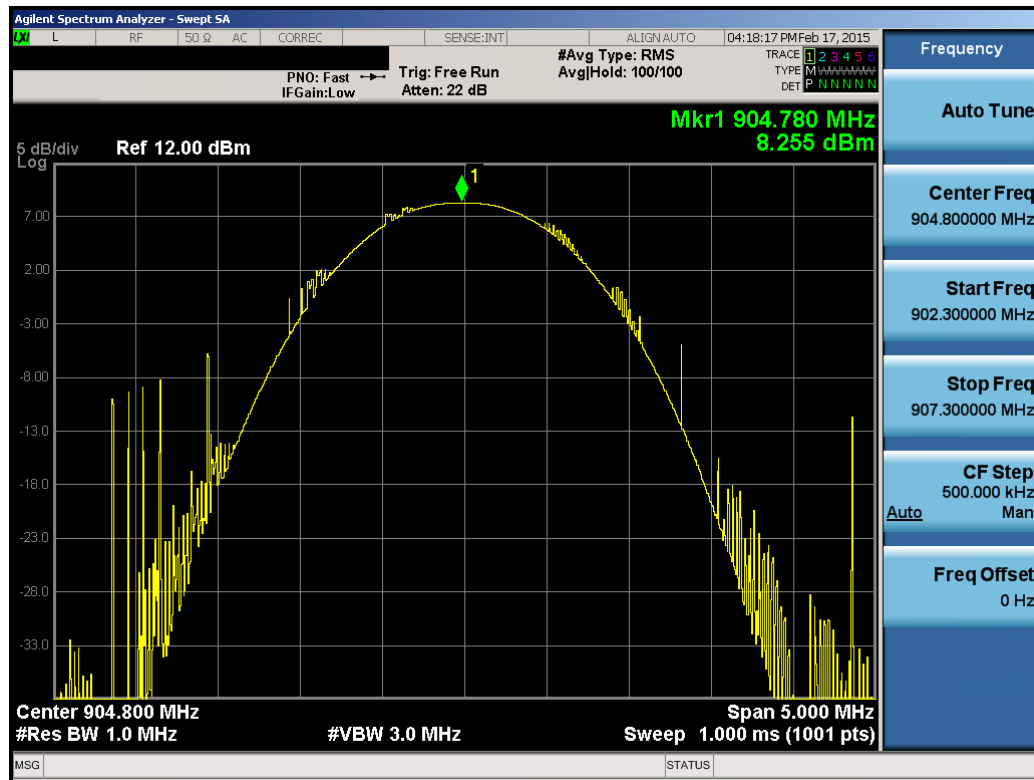 Agilent Spectrum Analyzer - Swept SA
LXI L RF 50 Ω AC CORREC SENSE:INT ALIGN AUTO 04:18:17 PM Feb 17, 2015
Frequency
#Avg Type: RMS TRACE 1 2 3 4 5 6
PNO: Fast Trig: Free Run Avg|Hold: 100/100 TYPE M
IFGain:Low Atten: 22 dB DET P N N N N N
Auto Tune
Mkr1 904.780 MHz
5 dB/div Ref 12.00 dBm 8.255 dBm
Log
1
7.00
2.00
-3.00
-8.00
-13.0
-18.0
-23.0
-28.0
-33.0
Center Freq
904.800000 MHz
Start Freq
902.300000 MHz
Stop Freq
907.300000 MHz
CF Step
500.000 kHz
Auto Man
Freq Offset
0 Hz
Center 904.800 MHz Span 5.000 MHz
#Res BW 1.0 MHz #VBW 3.0 MHz Sweep 1.000 ms (1001 pts)
MSG STATUS